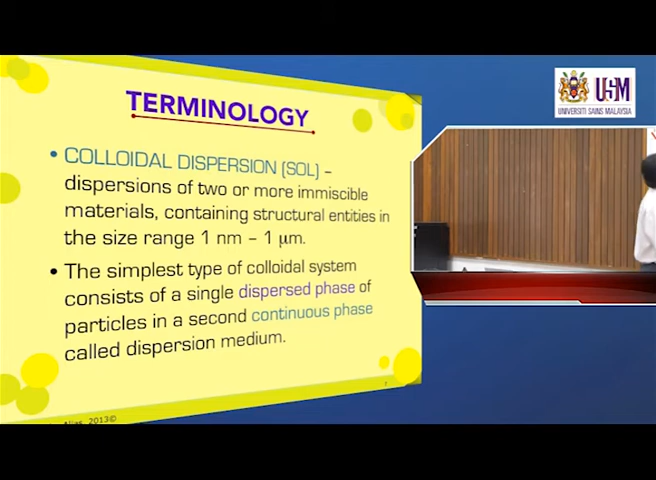 TERMINOLOGY
• COLLOIDAL DISPERSION (SOL) –
dispersions of two or more immiscible
materials, containing structural entities in
the size range 1 nm – 1 μm.
• The simplest type of colloidal system
consists of a single dispersed phase of
particles in a second continuous phase
called dispersion medium.
Alias, 2013©
USM
UNIVERSITI SAINS MALAYSIA